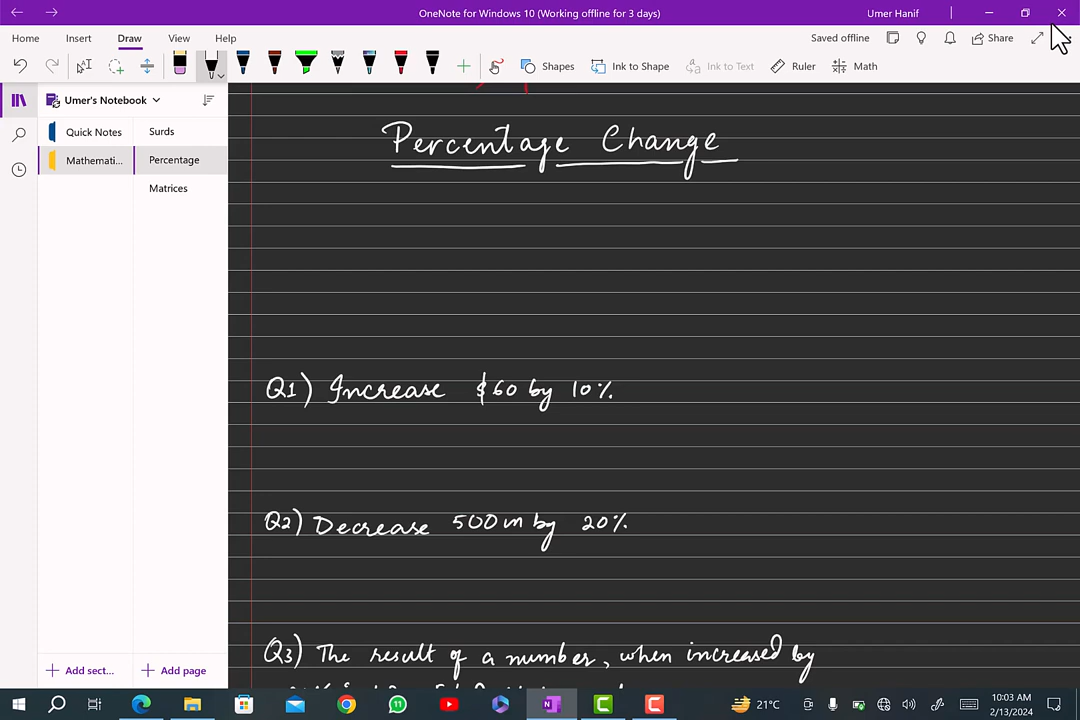 OneNote for Windows 10 (Working offline for 3 days)
Umer Hanif
Home Insert Draw View Help
Saved offline
Share
Shapes Ink to Shape Ink to Text Ruler Math
Umer's Notebook
Quick Notes Surds
Mathemati... Percentage
Matrices
Percentage Change
Q1) Increase $60 by 10%
Q2) Decrease 500m by 20%
Q3) The result of a number, when increased by
Add sect... Add page
21°C
10:03 AM
2/13/2024